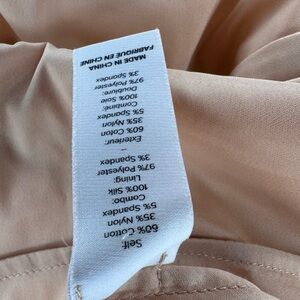 Self:
60% Cotton
35% Nylon
5% Spandex
Combo:
100% Silk
Lining:
97% Polyester
3% Spandex
-
Exterieur:
60% Coton
35% Nylon
5% Spandex
Combiné:
100% Soie
Doublure:
97% Polyester
3% Spandex
MADE IN CHINA
FABRIQUE EN CHINE